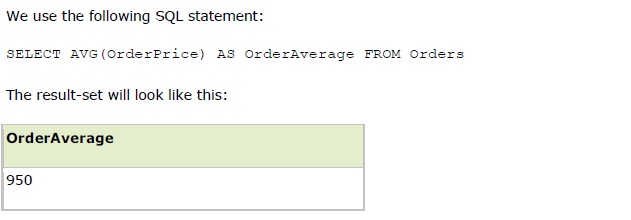 We use the following SQL statement:
SELECT AVG(OrderPrice) AS OrderAverage FROM Orders
The result-set will look like this:
OrderAverage
950